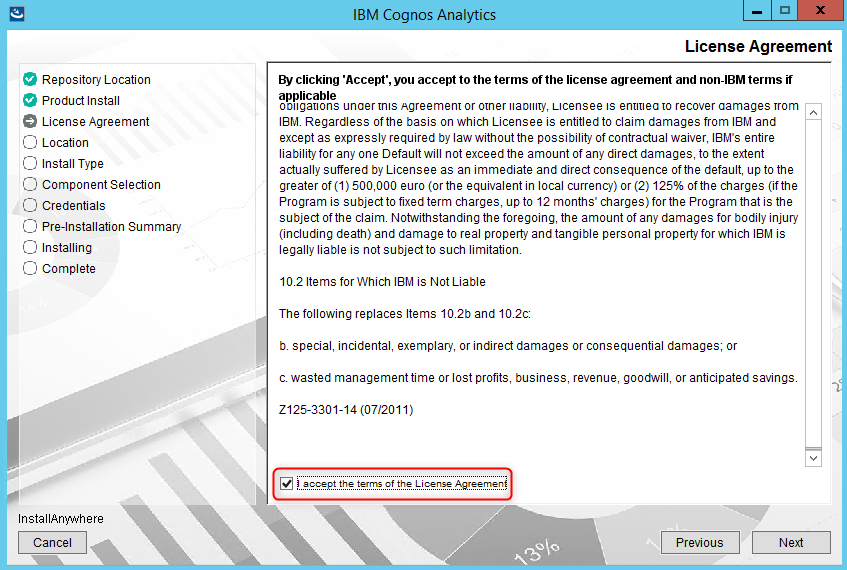 IBM Cognos Analytics
License Agreement
Repository Location
Product Install
License Agreement
Location
Install Type
Component Selection
Credentials
Pre-Installation Summary
Installing
Complete
By clicking 'Accept', you accept to the terms of the license agreement and non-IBM terms if
applicable
obligations under this Agreement or other liability, Licensee is entitled to recover damages from
IBM. Regardless of the basis on which Licensee is entitled to claim damages from IBM and
except as expressly required by law without the possibility of contractual waiver, IBM's entire
liability for any one Default will not exceed the amount of any direct damages, to the extent
actually suffered by Licensee as an immediate and direct consequence of the default, up to the
greater of (1) 500,000 euro (or the equivalent in local currency) or (2) 125% of the charges (if the
Program is subject to fixed term charges, up to 12 months' charges) for the Program that is the
subject of the claim. Notwithstanding the foregoing, the amount of any damages for bodily injury
(including death) and damage to real property and tangible personal property for which IBM is
legally liable is not subject to such limitation.
10.2 Items for Which IBM is Not Liable
The following replaces Items 10.2b and 10.2c:
b. special, incidental, exemplary, or indirect damages or consequential damages; or
c. wasted management time or lost profits, business, revenue, goodwill, or anticipated savings.
Z125-3301-14 (07/2011)
I accept the terms of the License Agreement
InstallAnywhere
Cancel
Previous
Next
13%